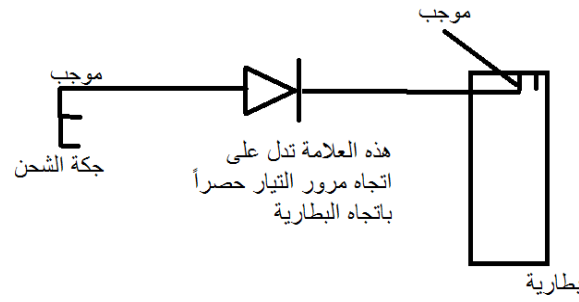 موجب
موجب
جكة الشحن
هذه العلامة تدل على
اتجاه مرور التيار حصراً
باتجاه البطارية
بطارية